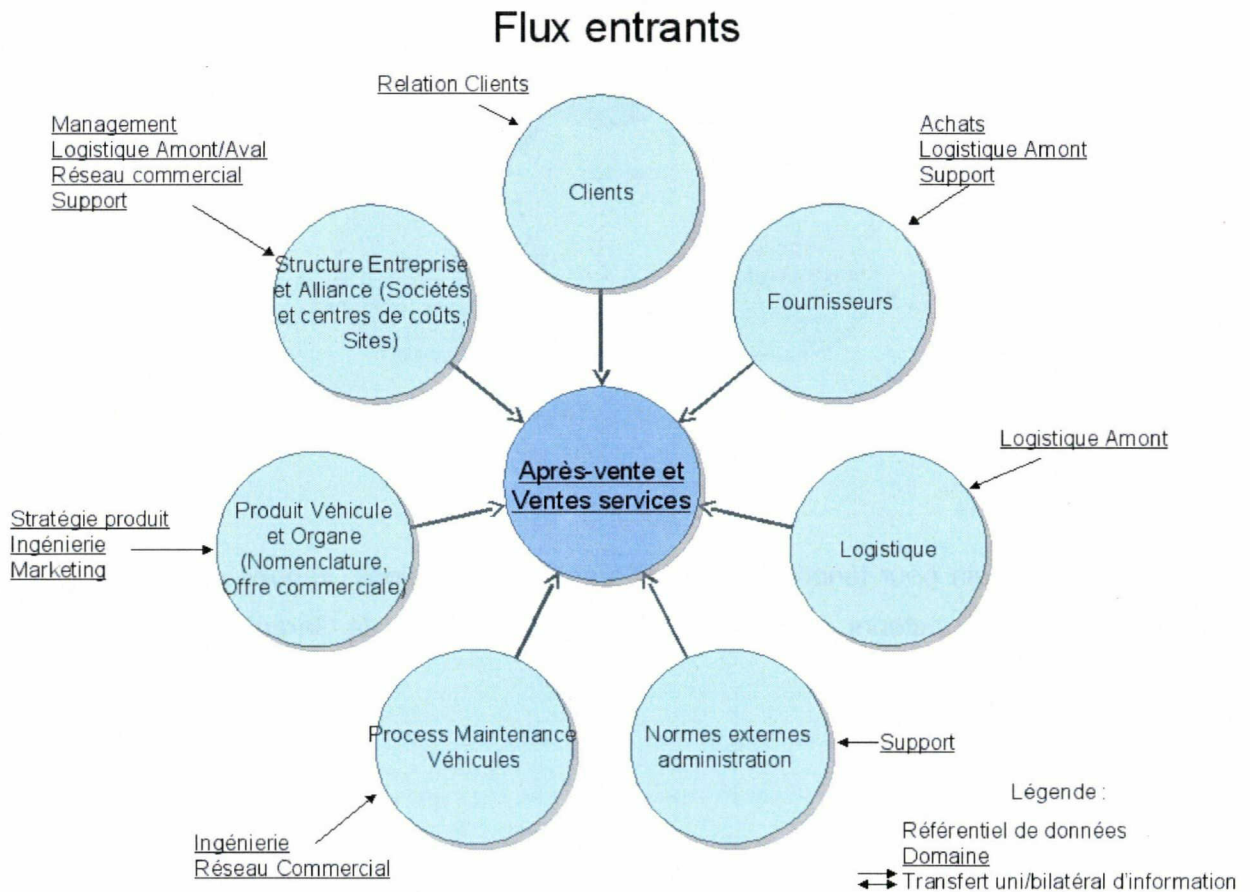 Flux entrants
Relation Clients
Management
Logistique Amont/Aval
Réseau commercial
Support
Achats
Logistique Amont
Support
Clients
Structure Entreprise
et Alliance (Sociétés
et centres de coûts,
Sites)
Fournisseurs
Logistique Amont
Après-vente et
Ventes services
Stratégie produit
Ingénierie
Marketing
Produit Véhicule
et Organe
(Nomenclature,
Offre commerciale)
Logistique
Process Maintenance
Véhicules
Normes externes
administration
Support
Ingénierie
Réseau Commercial
Légende :
Référentiel de données
Domaine
Transfert uni/bilatéral d'information